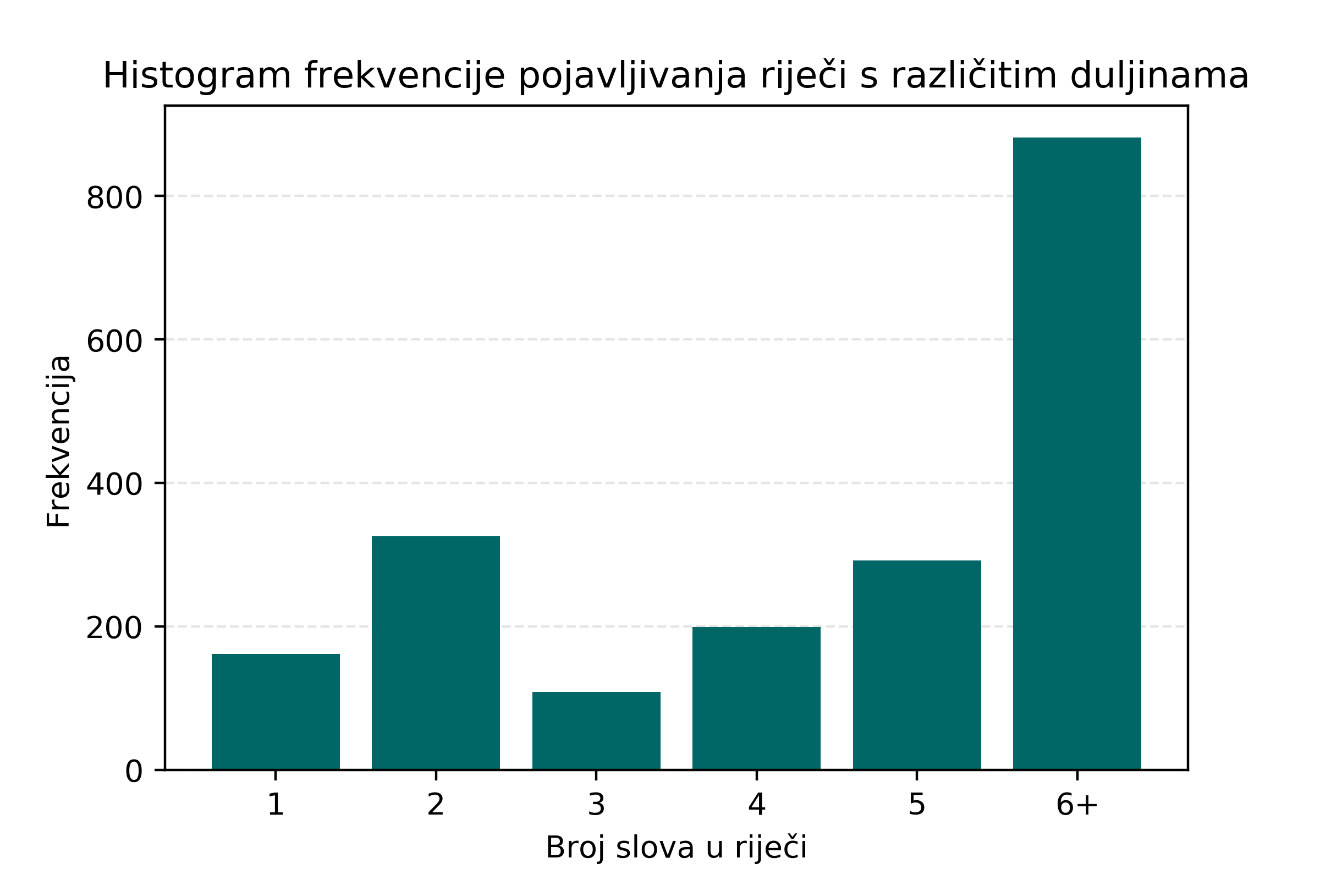 Histogram frekvencije pojavljivanja riječi s različitim duljinama
Frekvencija
800
600
400
200
0
1 2 3 4 5 6+
Broj slova u riječi